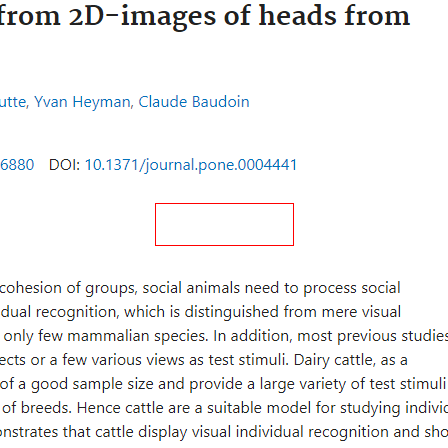 from 2D-images of heads from
utte, Yvan Heyman, Claude Baudoin
6880 DOI: 10.1371/journal.pone.0004441
cohesion of groups, social animals need to process social
dual recognition, which is distinguished from mere visual
only few mammalian species. In addition, most previous studies
ects or a few various views as test stimuli. Dairy cattle, as a
of a good sample size and provide a large variety of test stimuli
of breeds. Hence cattle are a suitable model for studying indivi
onstrates that cattle display visual individual recognition and sho